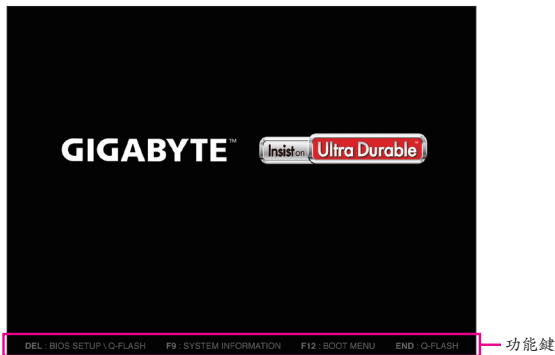 GIGABYTE™
Insist on Ultra Durable™
DEL : BIOS SETUP \ Q-FLASH F9 : SYSTEM INFORMATION F12 : BOOT MENU END : Q-FLASH
功能鍵